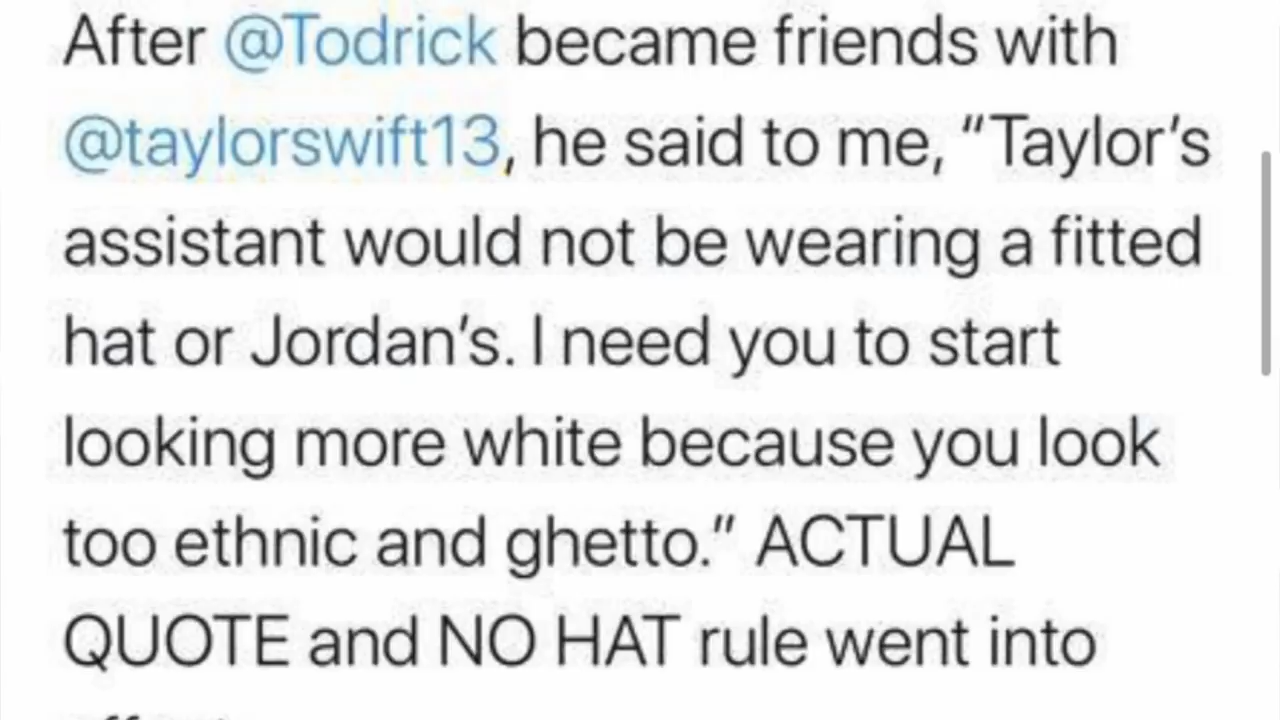 After @Todrick became friends with
@taylorswift13, he said to me, “Taylor’s
assistant would not be wearing a fitted
hat or Jordan’s. I need you to start
looking more white because you look
too ethnic and ghetto.” ACTUAL
QUOTE and NO HAT rule went into